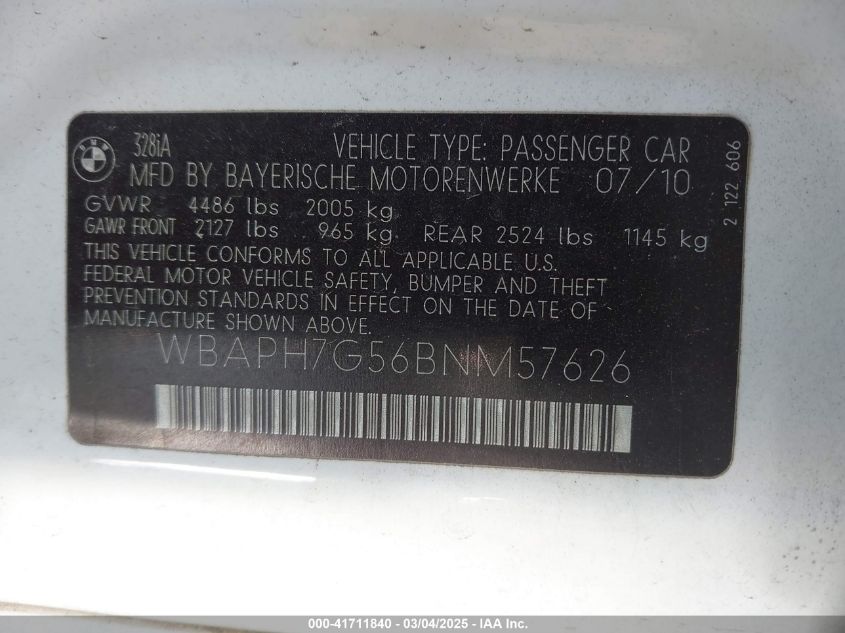 BMW
328iA
VEHICLE TYPE: PASSENGER CAR
MFD BY BAYERISCHE MOTORENWERKE 07/10
GVWR 4486 lbs 2005 kg
GAWR FRONT 2127 lbs 965 kg REAR 2524 lbs 1145 kg
THIS VEHICLE CONFORMS TO ALL APPLICABLE U.S.
FEDERAL MOTOR VEHICLE SAFETY, BUMPER AND THEFT
PREVENTION STANDARDS IN EFFECT ON THE DATE OF
MANUFACTURE SHOWN ABOVE.
WBAPH7G56BNM57626
2 122 606
000-41711840 - 03/04/2025 - IAA Inc.